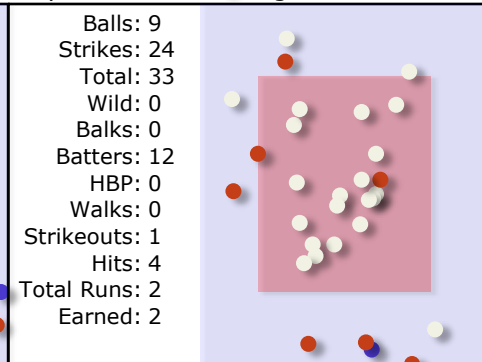 Balls: 9
Strikes: 24
Total: 33
Wild: 0
Balks: 0
Batters: 12
HBP: 0
Walks: 0
Strikeouts: 1
Hits: 4
Total Runs: 2
Earned: 2